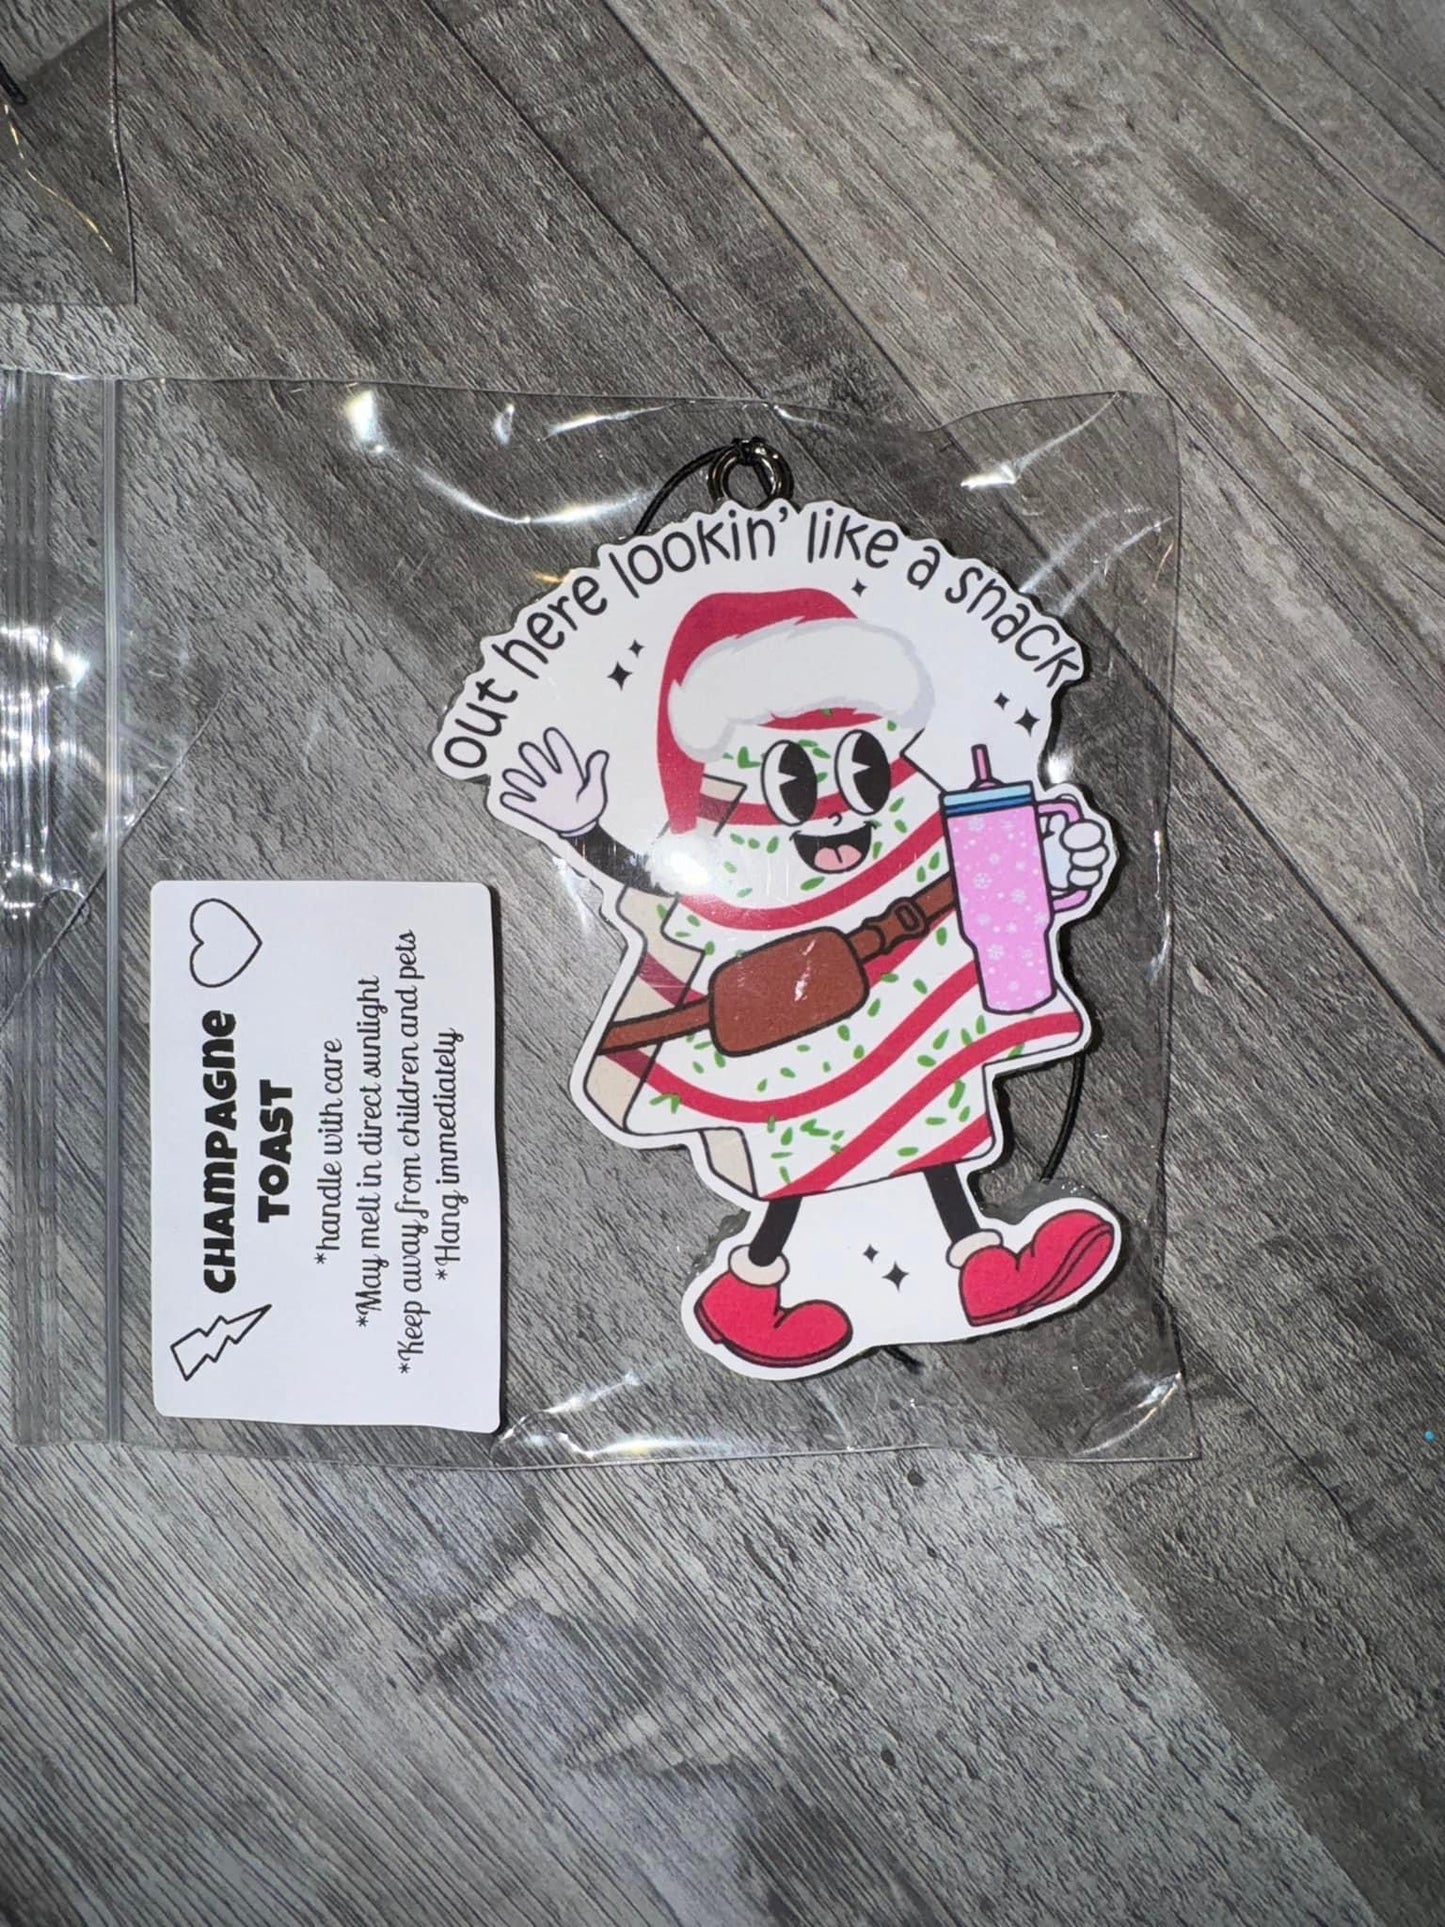 out here lookin' like a snack
CHAMPAGNE
TOAST
*handle with care
*May melt in direct sunlight
*Keep away from children and pets
*Hang immediately